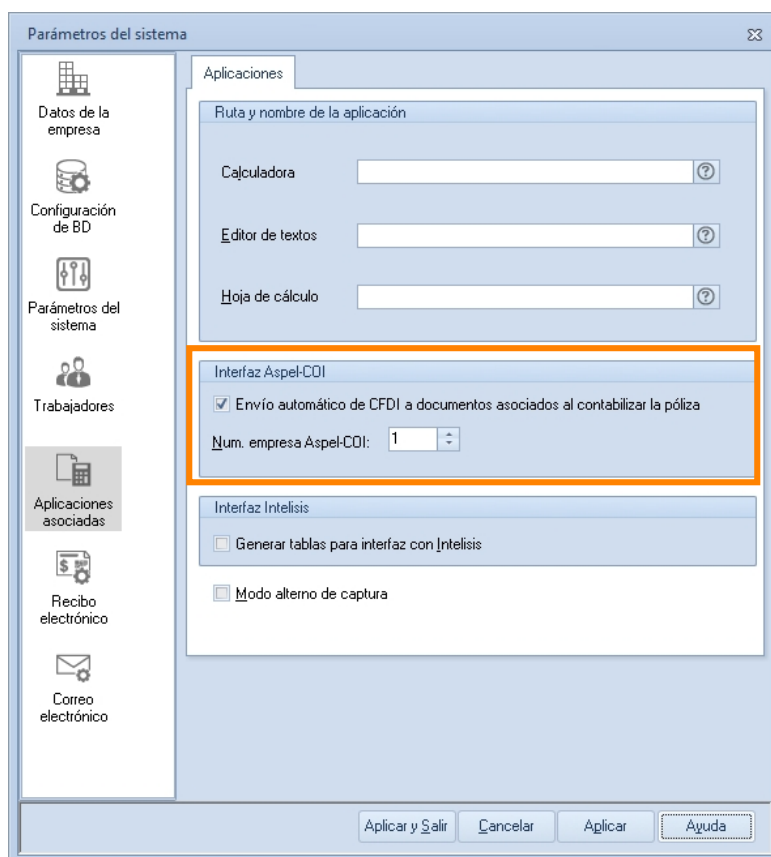 Parámetros del sistema
Datos de la
empresa
Configuración
de BD
Parámetros del
sistema
Trabajadores
Aplicaciones
asociadas
Recibo
electrónico
Correo
electrónico
Aplicaciones
Ruta y nombre de la aplicación
Calculadora
Editor de textos
Hoja de cálculo
Interfaz Aspel-COI
Envío automático de CFDI a documentos asociados al contabilizar la póliza
Num. empresa Aspel-COI: 1
Interfaz Intelisis
Generar tablas para interfaz con Intelisis
Modo alterno de captura
Aplicar y Salir Cancelar Aplicar Ayuda